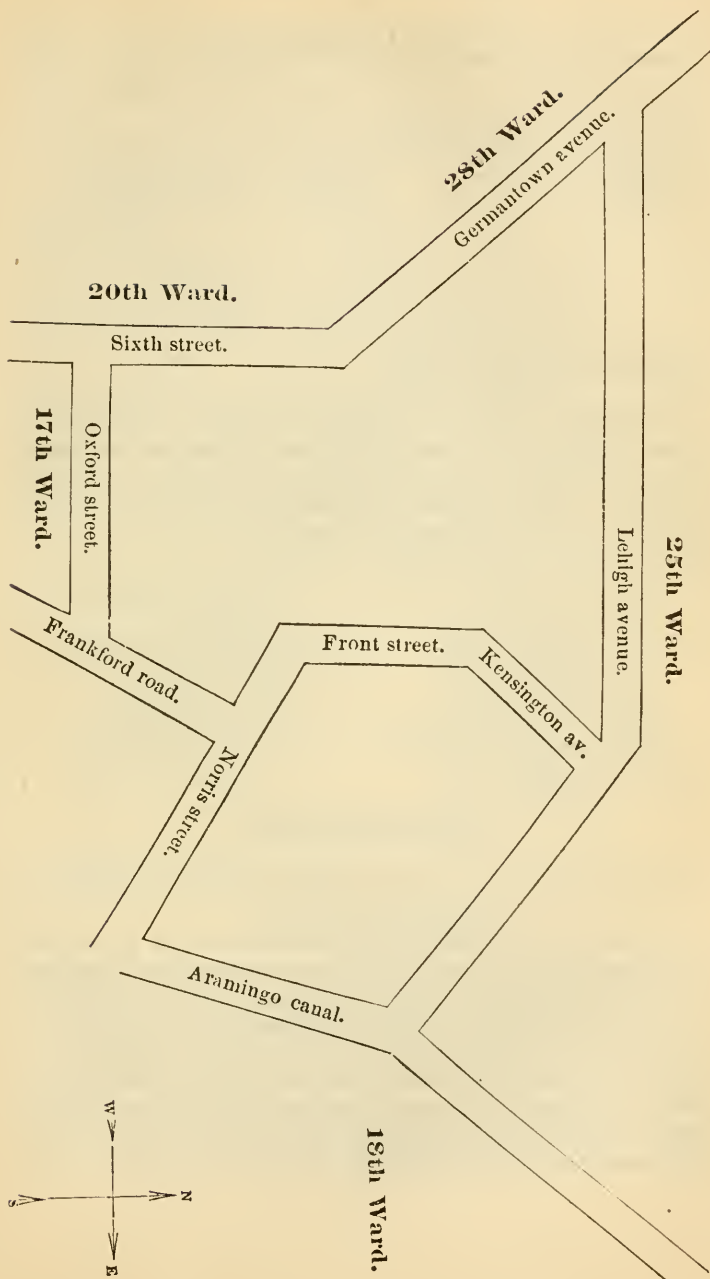 28th Ward.
Germantown avenue.
20th Ward.
Sixth street.
17th Ward.
Oxford street.
Lehigh avenue.
25th Ward.
Front street.
Kensington av.
Frankford road.
Norris street.
Aramingo canal.
18th Ward.
W
N
S
E